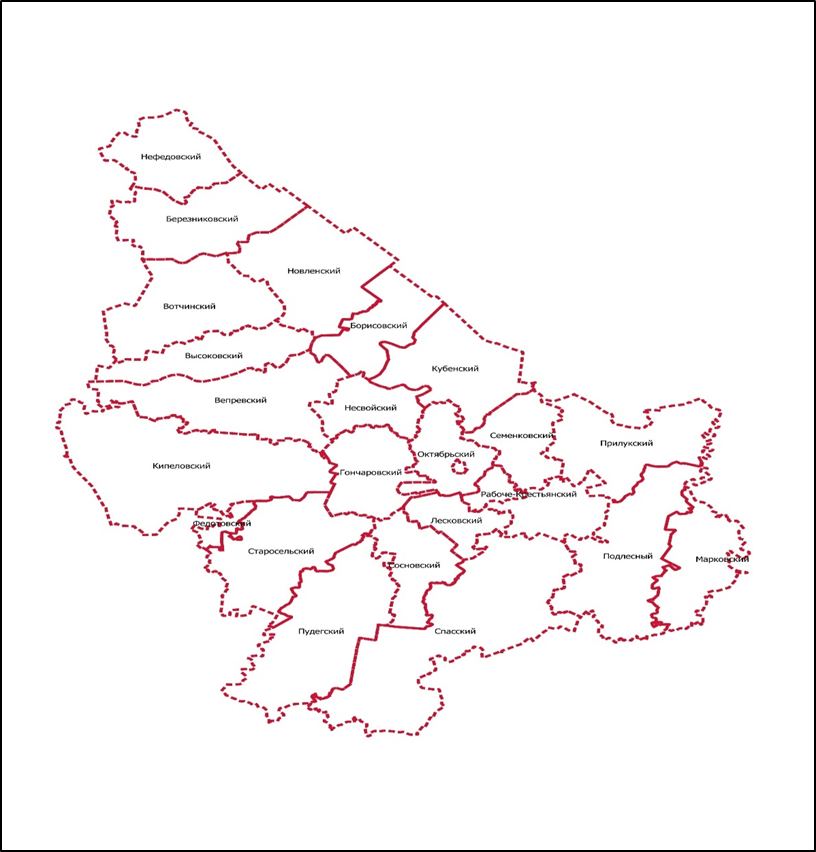 Нефедовский
Березниковский
Новленский
Вотчинский
Борисовский
Высоковский
Кубенский
Вепревский
Несвойский
Семенковский
Прилукский
Октябрьский
Кипеловский
Гончаровский
Рабоче-Крестьянский
Федотовский
Лесковский
Старосельский
Подлесный
Марковский
Сосновский
Пудегский
Спасский